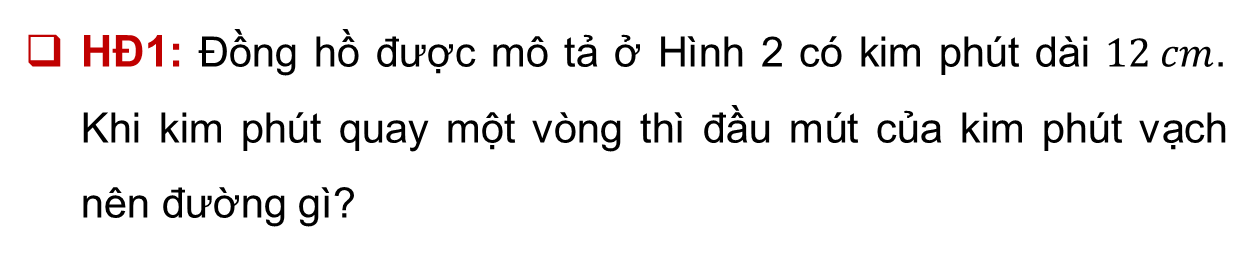 ❑ HĐ1: Đồng hồ được mô tả ở Hình 2 có kim phút dài 12 cm.
Khi kim phút quay một vòng thì đầu mút của kim phút vạch
nên đường gì?